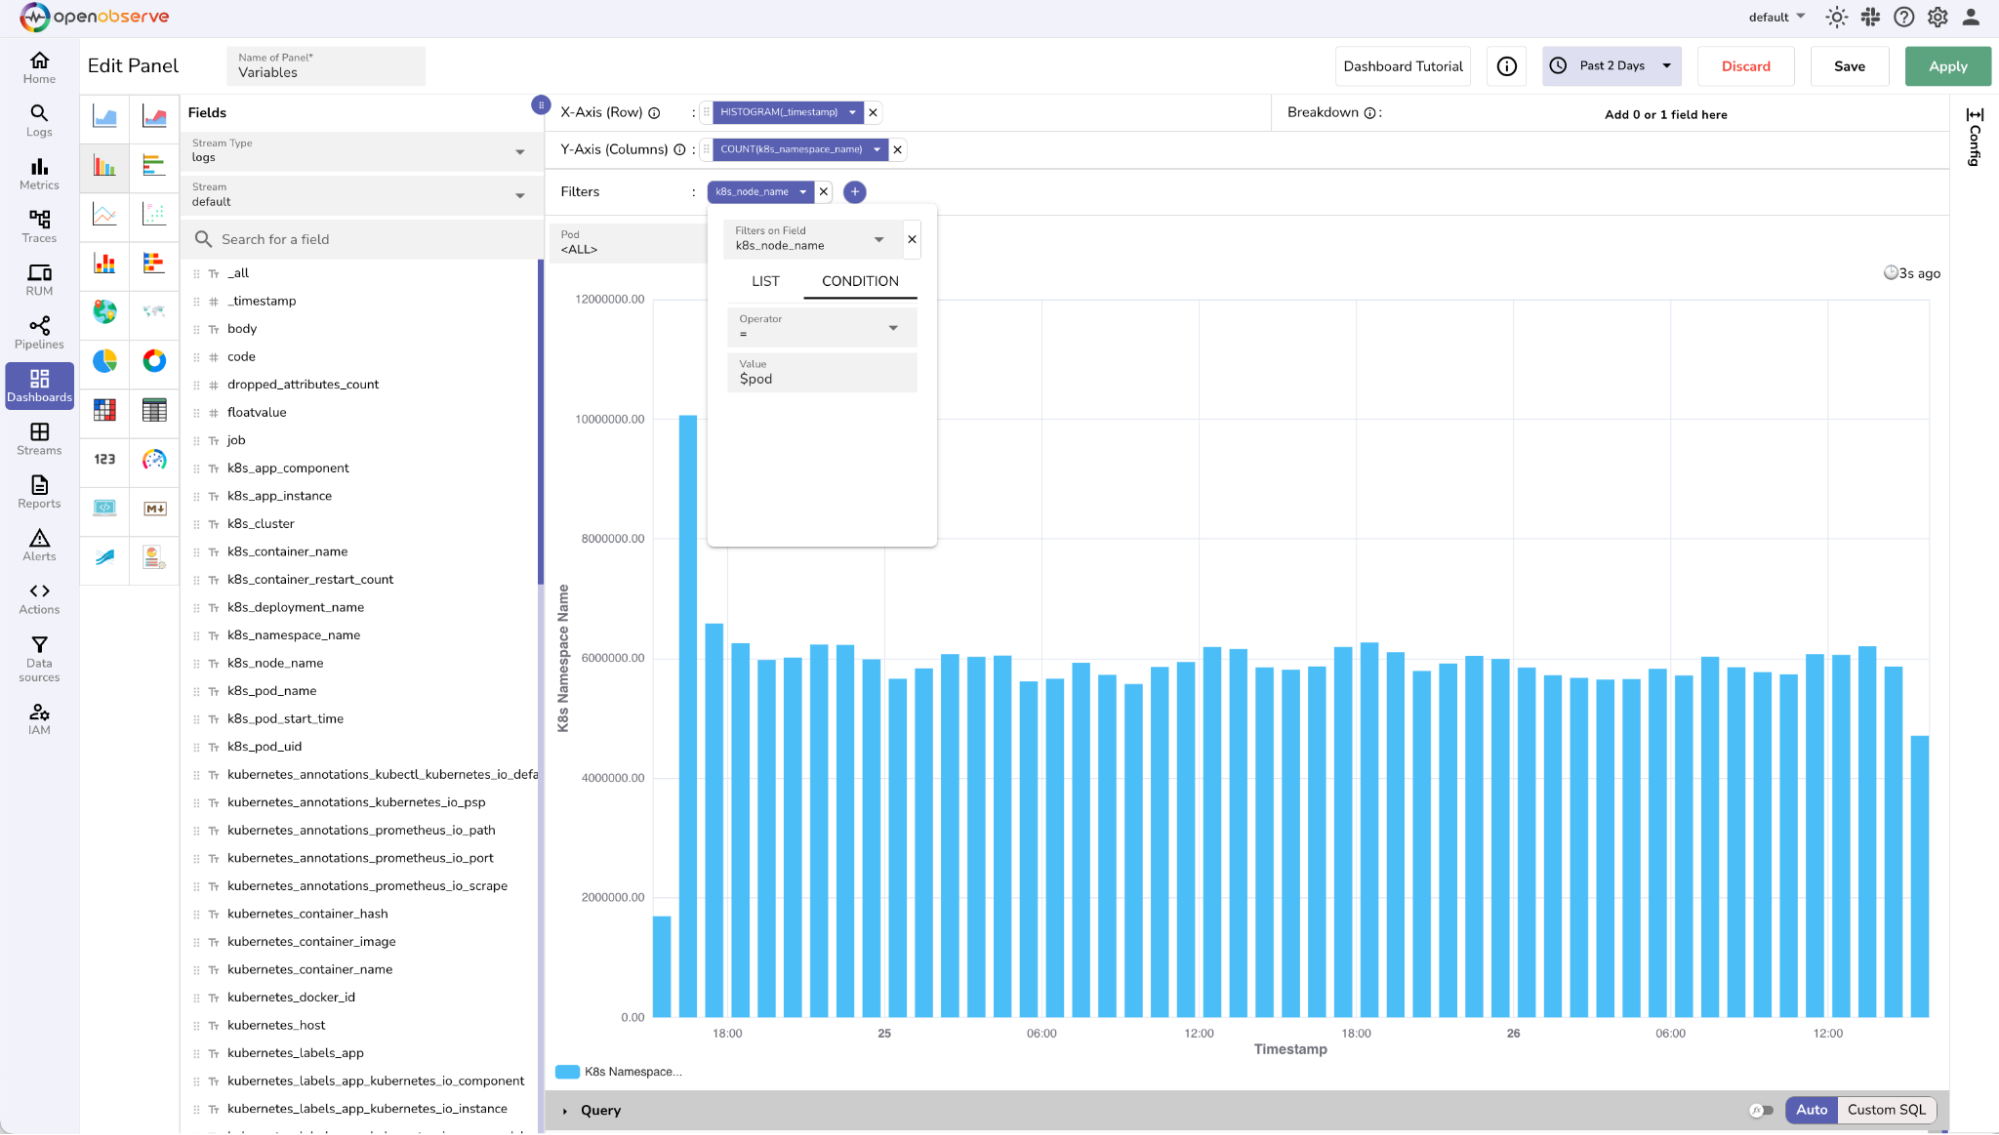 openobserve
default
Home
Logs
Metrics
Traces
RUM
Pipelines
Dashboards
Streams
Reports
Alerts
Actions
Data
sources
IAM
Edit Panel
Name of Panel*
Variables
Dashboard Tutorial
Past 2 Days
Discard
Save
Apply
123
M
Fields
Stream Type
logs
Stream
default
Search for a field
_all
_timestamp
body
code
dropped_attributes_count
floatvalue
job
k8s_app_component
k8s_app_instance
k8s_cluster
k8s_container_name
k8s_container_restart_count
k8s_deployment_name
k8s_namespace_name
k8s_node_name
k8s_pod_name
k8s_pod_start_time
k8s_pod_uid
kubernetes_annotations_kubectl_kubernetes_io_defa
kubernetes_annotations_kubernetes_io_psp
kubernetes_annotations_prometheus_io_path
kubernetes_annotations_prometheus_io_port
kubernetes_annotations_prometheus_io_scrape
kubernetes_container_hash
kubernetes_container_image
kubernetes_container_name
kubernetes_docker_id
kubernetes_host
kubernetes_labels_app
kubernetes_labels_app_kubernetes_io_component
kubernetes_labels_app_kubernetes_io_instance
X-Axis (Row) :
HISTOGRAM(_timestamp)
Breakdown :
Add 0 or 1 field here
Y-Axis (Columns) :
COUNT(k8s_namespace_name)
Filters :
k8s_node_name
Config
Pod
<ALL>
Filters on Field
k8s_node_name
LIST
CONDITION
Operator
=
Value
$pod
3s ago
12000000.00
10000000.00
8000000.00
6000000.00
4000000.00
2000000.00
0.00
K8s Namespace Name
18:00
25
06:00
12:00
18:00
26
06:00
12:00
Timestamp
K8s Namespace...
Query
Auto
Custom SQL